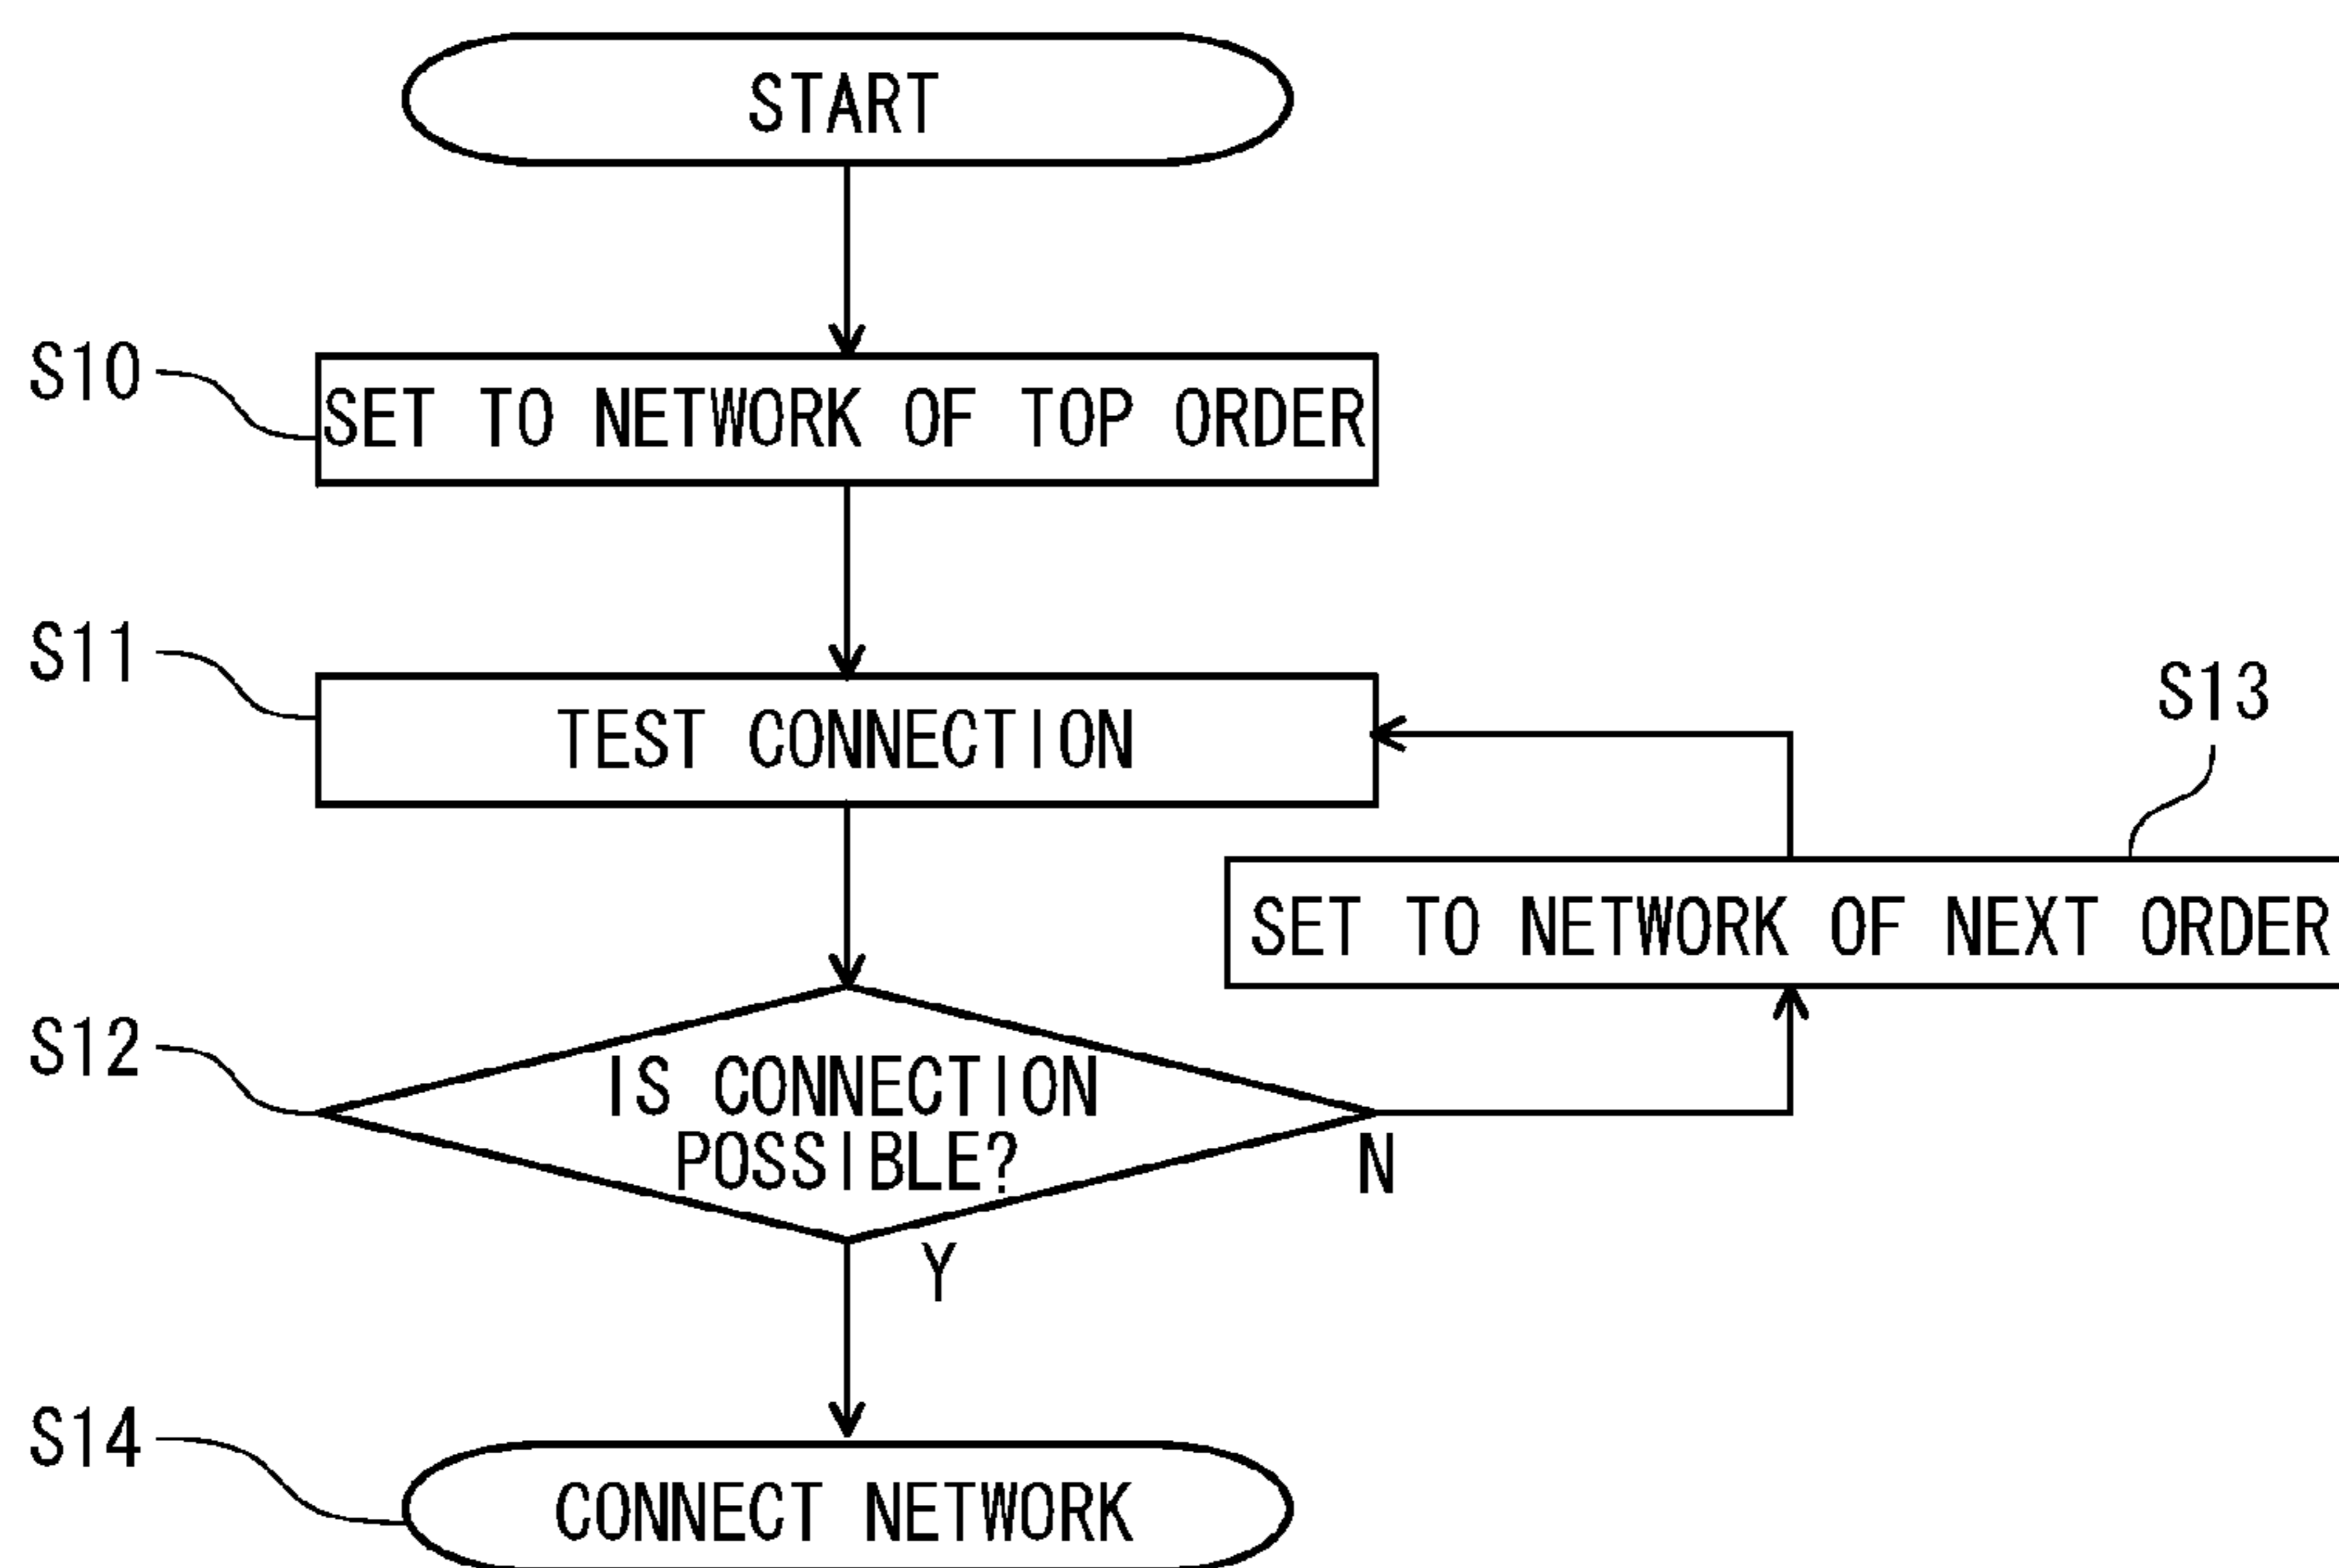 START
S10
SET TO NETWORK OF TOP ORDER
S11
TEST CONNECTION
S13
SET TO NETWORK OF NEXT ORDER
S12
IS CONNECTION
POSSIBLE?
N
Y
S14
CONNECT NETWORK